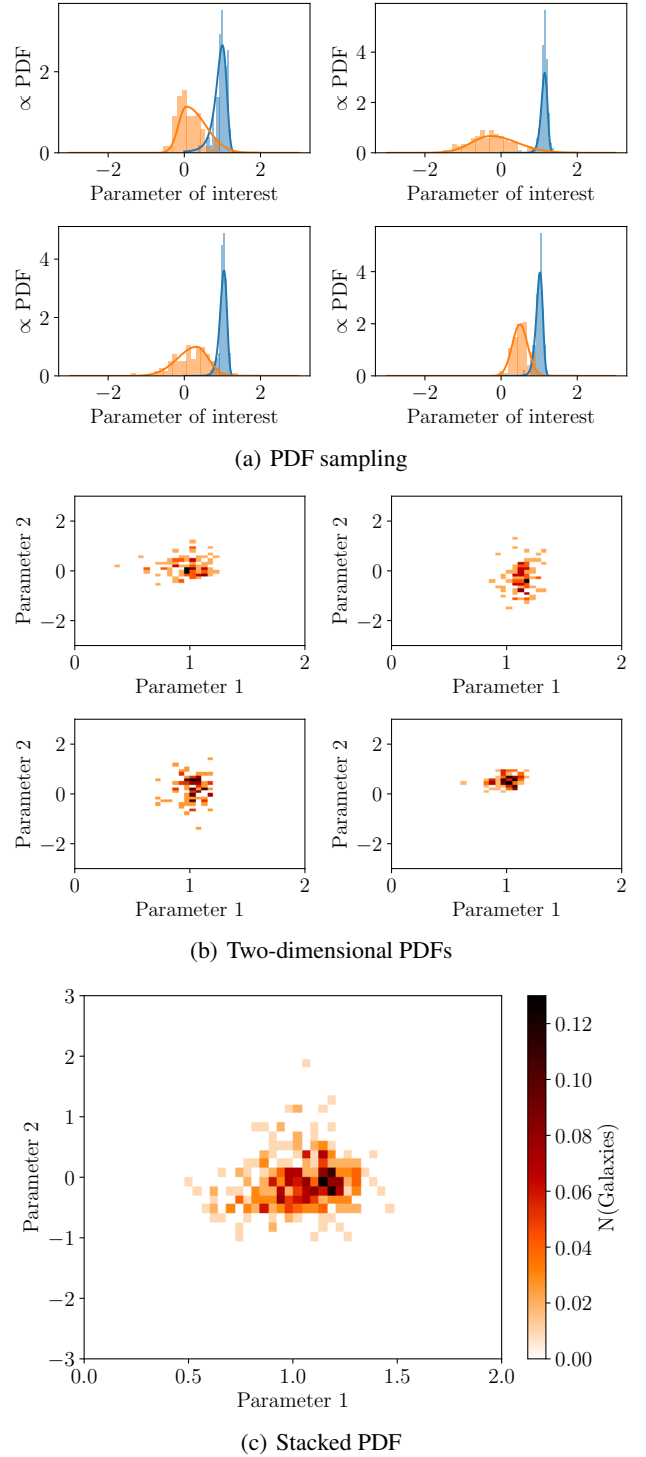 ∝ PDF
2
0
−2 0 2
Parameter of interest
∝ PDF
4
2
0
−2 0 2
Parameter of interest
∝ PDF
4
2
0
−2 0 2
Parameter of interest
∝ PDF
4
2
0
−2 0 2
Parameter of interest
(a) PDF sampling
Parameter 2
2
0
−2
0 1 2
Parameter 1
Parameter 2
2
0
−2
0 1 2
Parameter 1
Parameter 2
2
0
−2
0 1 2
Parameter 1
Parameter 2
2
0
−2
0 1 2
Parameter 1
(b) Two-dimensional PDFs
Parameter 2
3
2
1
0
−1
−2
−3
0.0 0.5 1.0 1.5 2.0
Parameter 1
0.12
0.10
0.08
0.06
0.04
0.02
0.00
N(Galaxies)
(c) Stacked PDF